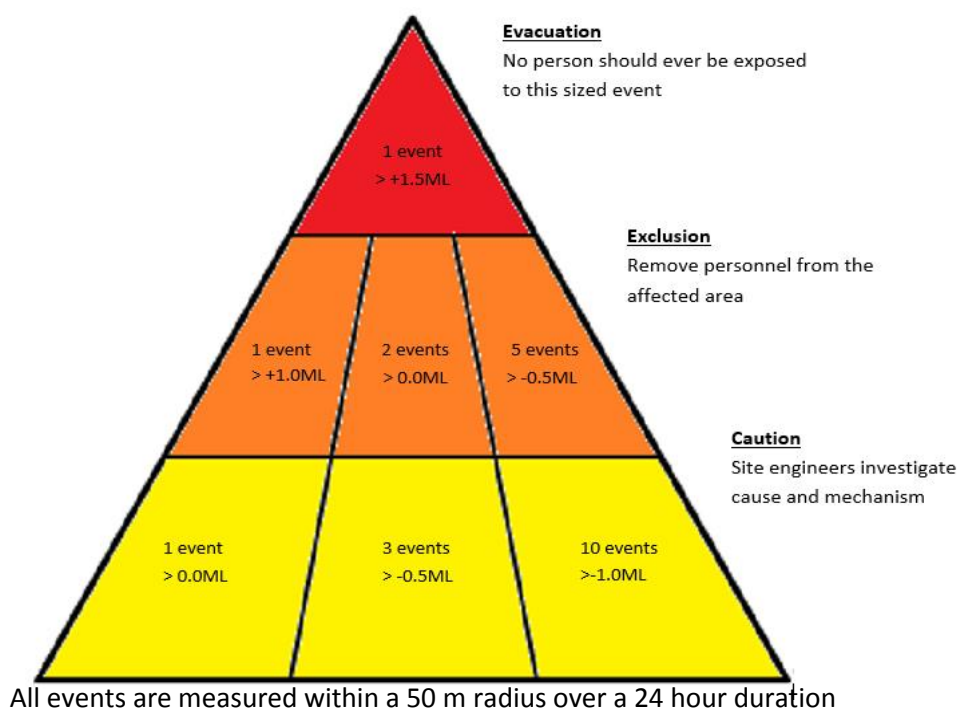 Evacuation
No person should ever be exposed
to this sized event
1 event
> +1.5ML
Exclusion
Remove personnel from the
affected area
1 event
> +1.0ML
2 events
> 0.0ML
5 events
> -0.5ML
Caution
Site engineers investigate
cause and mechanism
1 event
> 0.0ML
3 events
> -0.5ML
10 events
>-1.0ML
All events are measured within a 50 m radius over a 24 hour duration